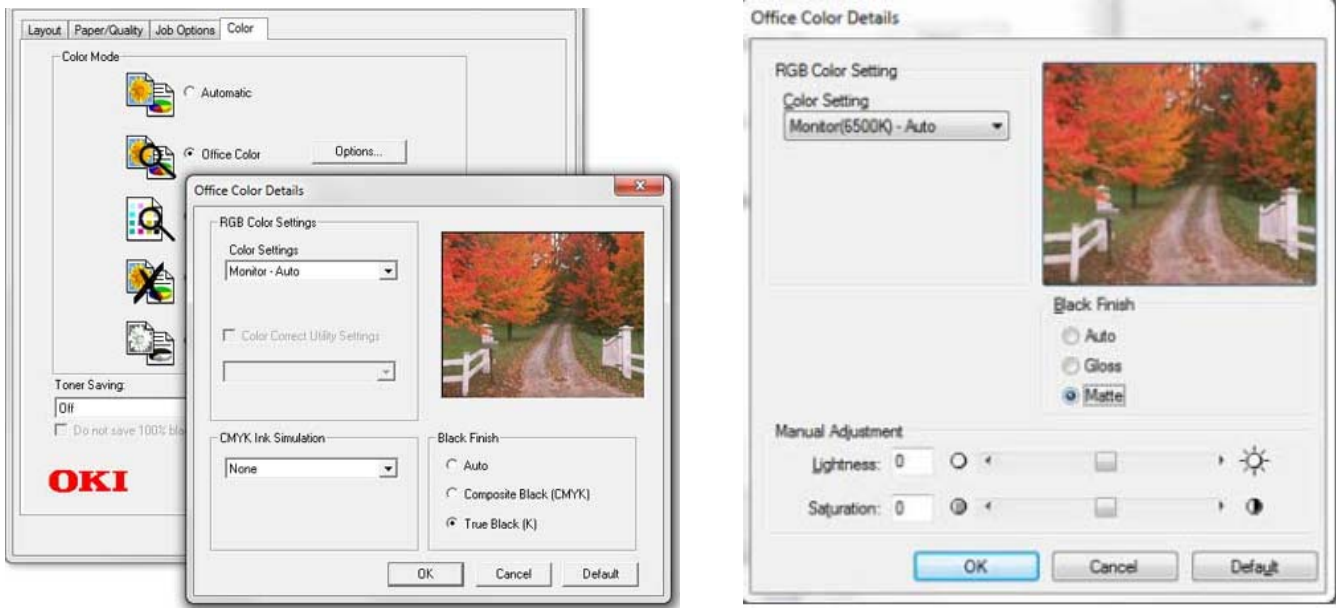 Layout Paper/Quality Job Options Color
Color Mode
Automatic
Office Color Options...
Toner Saving:
Off
Do not save 100% bla
OKI
Office Color Details
RGB Color Settings
Color Settings
Monitor - Auto
Color Correct Utility Settings
CMYK Ink Simulation
None
Black Finish
Auto
Composite Black (CMYK)
True Black (K)
OK Cancel Default
Office Color Details
RGB Color Setting
Color Setting
Monitor(6500K) - Auto
Black Finish
Auto
Gloss
Matte
Manual Adjustment
Lightness: 0
Saturation: 0
OK Cancel Default